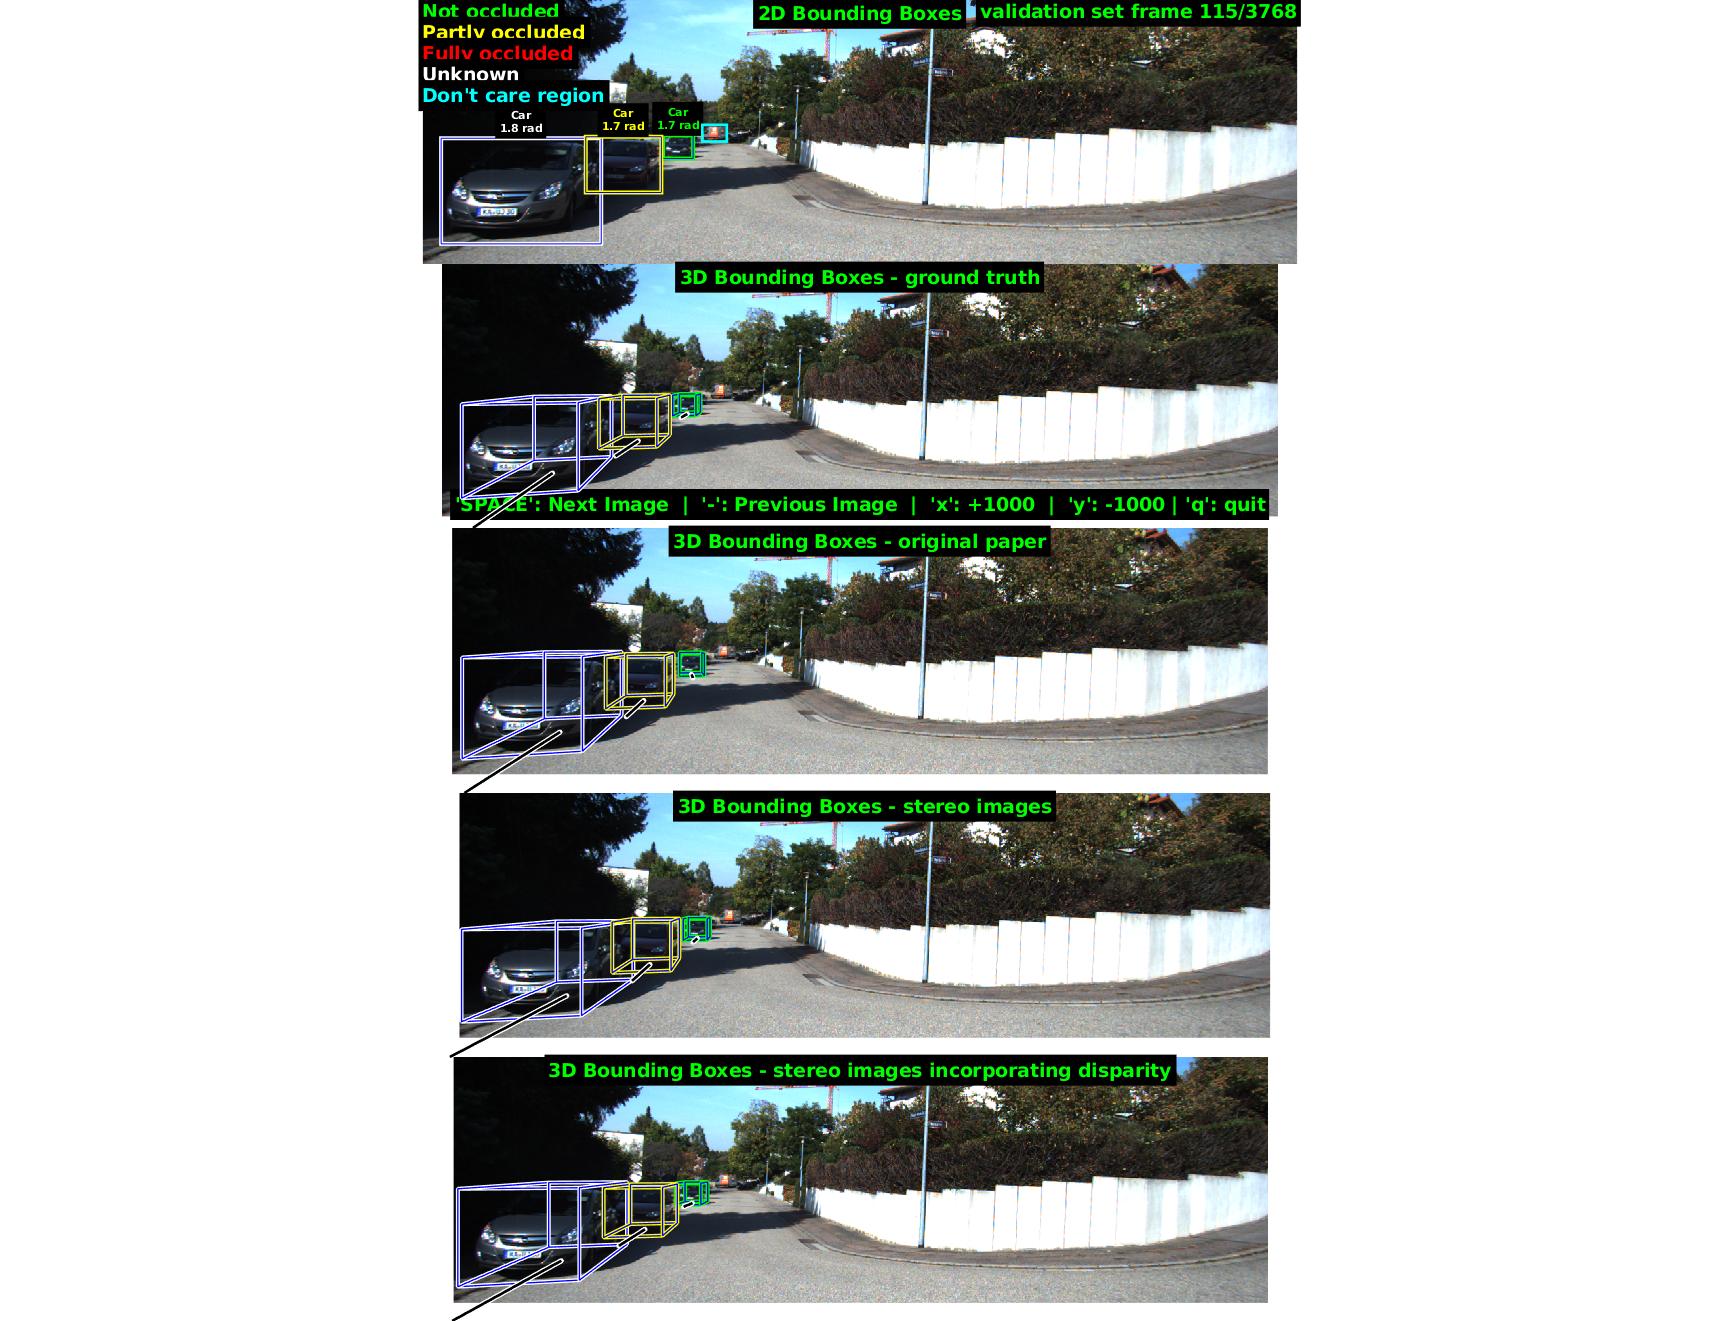 Not occluded
Partly occluded
Fully occluded
Unknown
Don't care region
2D Bounding Boxes
validation set frame 115/3768
Car
1.8 rad
Car
1.7 rad
Car
1.7 rad
3D Bounding Boxes - ground truth
'SPACE': Next Image | '-': Previous Image | 'x': +1000 | 'y': -1000 | 'q': quit
3D Bounding Boxes - original paper
3D Bounding Boxes - stereo images
3D Bounding Boxes - stereo images incorporating disparity